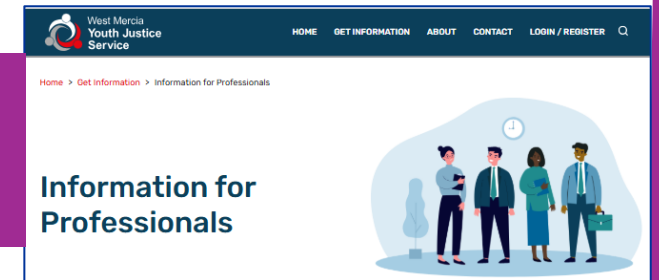 West Mercia
Youth Justice
Service
HOME GET INFORMATION ABOUT CONTACT LOGIN / REGISTER
Home > Get Information > Information for Professionals
Information for
Professionals